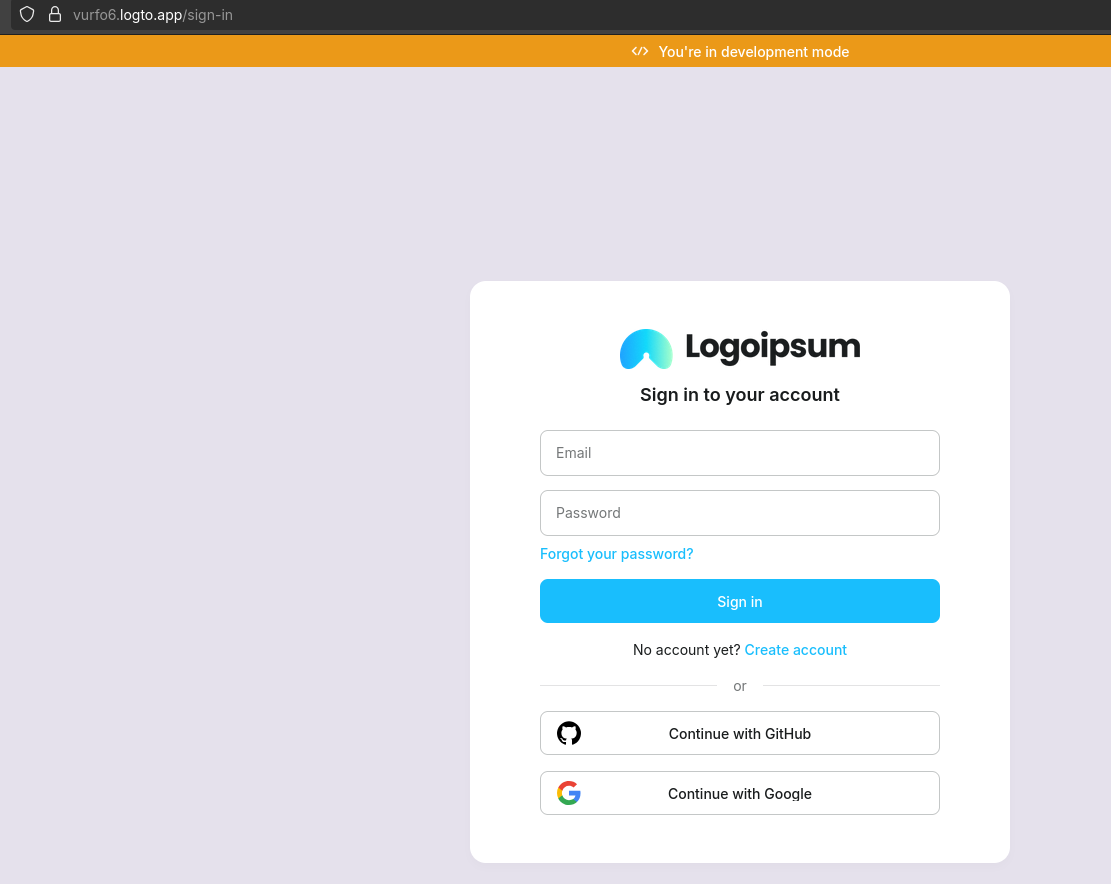 vurfo6.logto.app/sign-in
You're in development mode
Logoipsum
Sign in to your account
Email
Password
Forgot your password?
Sign in
No account yet? Create account
or
Continue with GitHub
Continue with Google